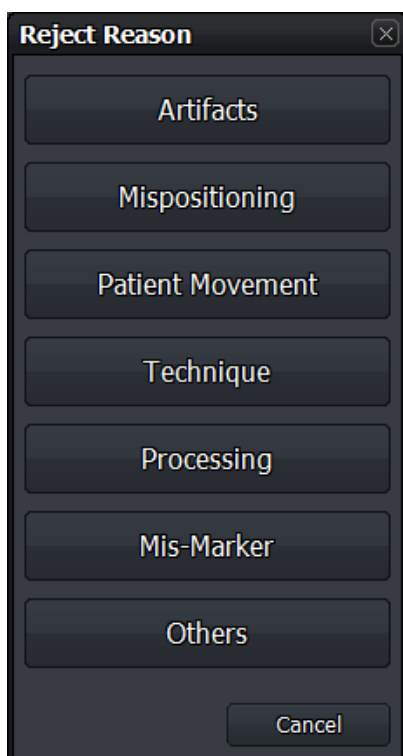 Reject Reason
Artifacts
Mispositioning
Patient Movement
Technique
Processing
Mis-Marker
Others
Cancel